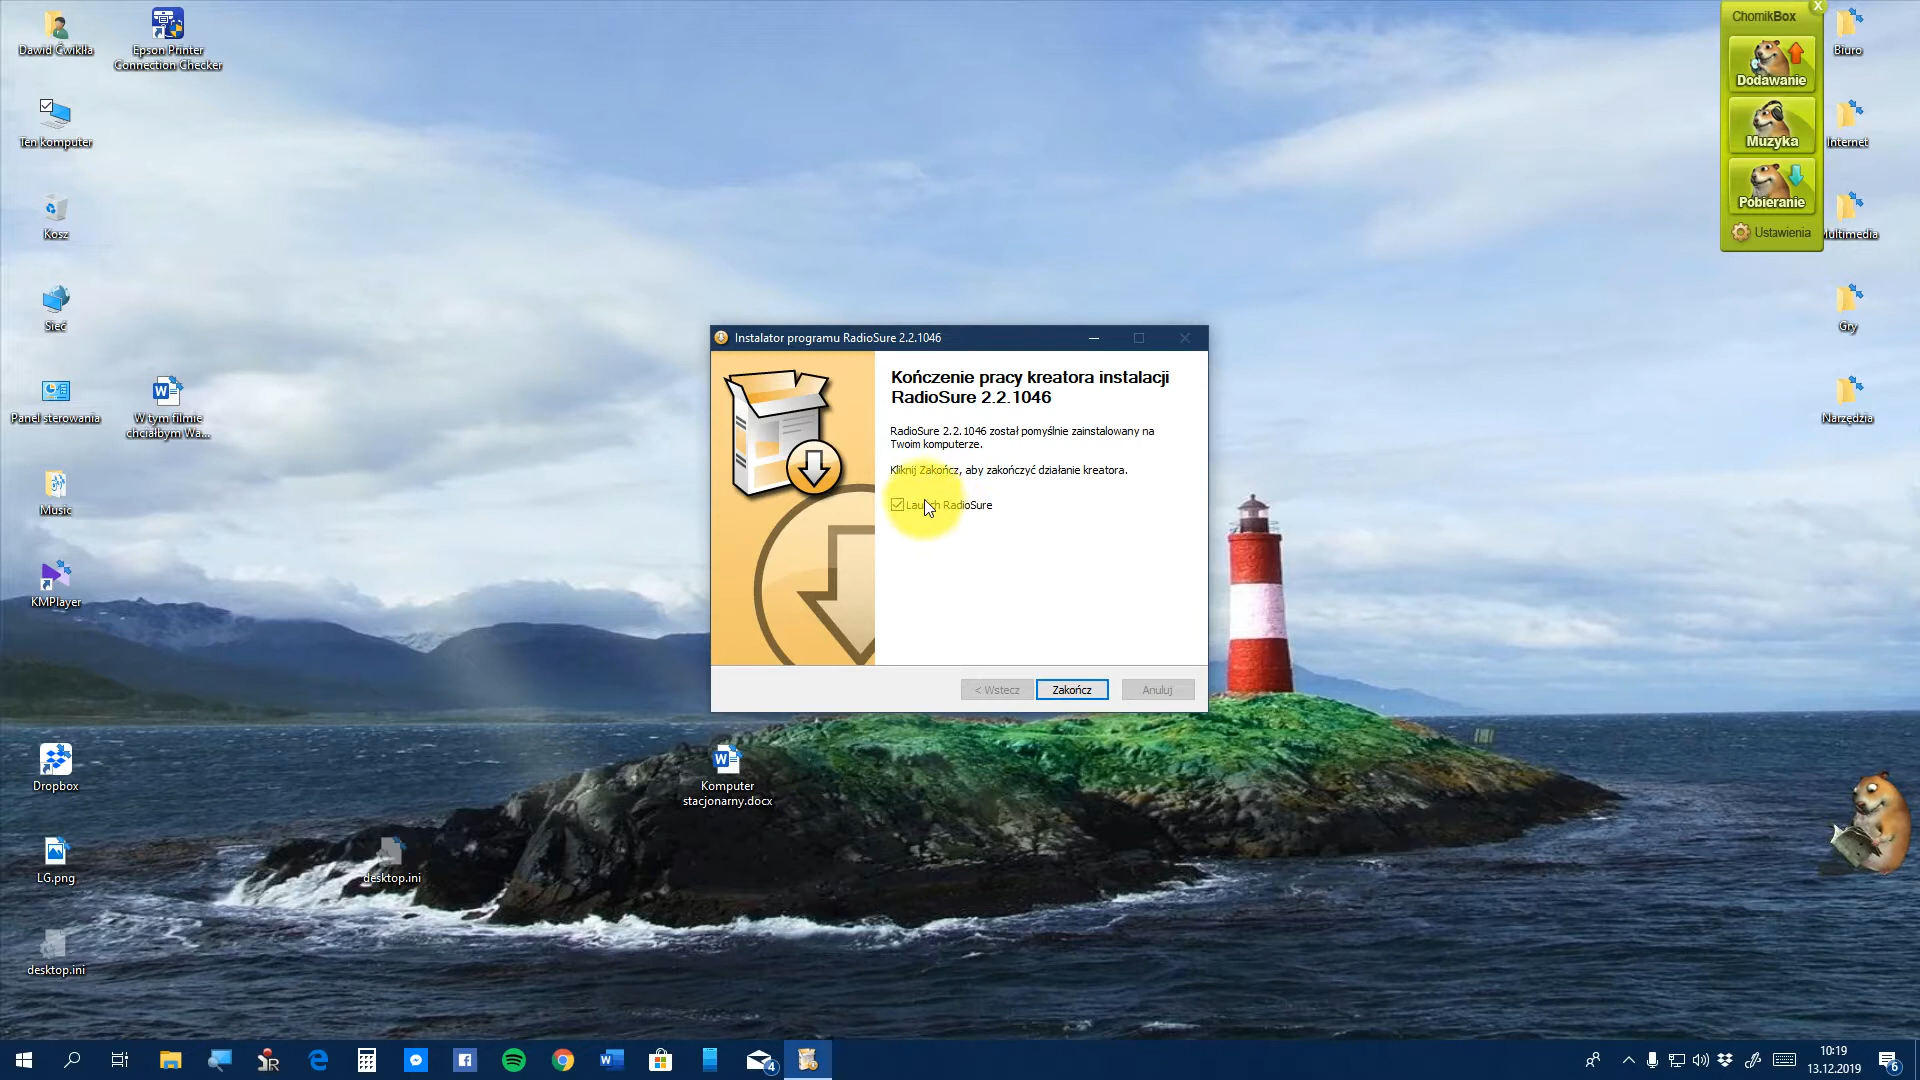 Dawid Ćwikłła
Epson Printer
Connection Checker
Ten komputer
Kosz
Sieć
Panel sterowania
W tym filmie
chciałbym Wa...
Music
KMPlayer
Dropbox
LG.png
desktop.ini
desktop.ini
Komputer
stacjonarny.docx
Instalator programu RadioSure 2.2.1046
Kończenie pracy kreatora instalacji
RadioSure 2.2.1046
RadioSure 2.2.1046 został pomyślnie zainstalowany na
Twoim komputerze.
Kliknij Zakończ, aby zakończyć działanie kreatora.
Launch RadioSure
< Wstecz
Zakończ
Anuluj
ChomikBox
X
Dodawanie
Muzyka
Pobieranie
Ustawienia
Biuro
Internet
Multimedia
Gry
Narzędzia
4
10:19
13.12.2019
6